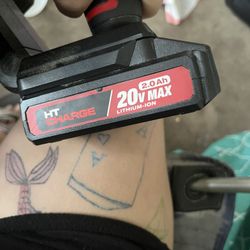 HT
CHARGE
2.0Ah
20V MAX
LITHIUM-ION
A